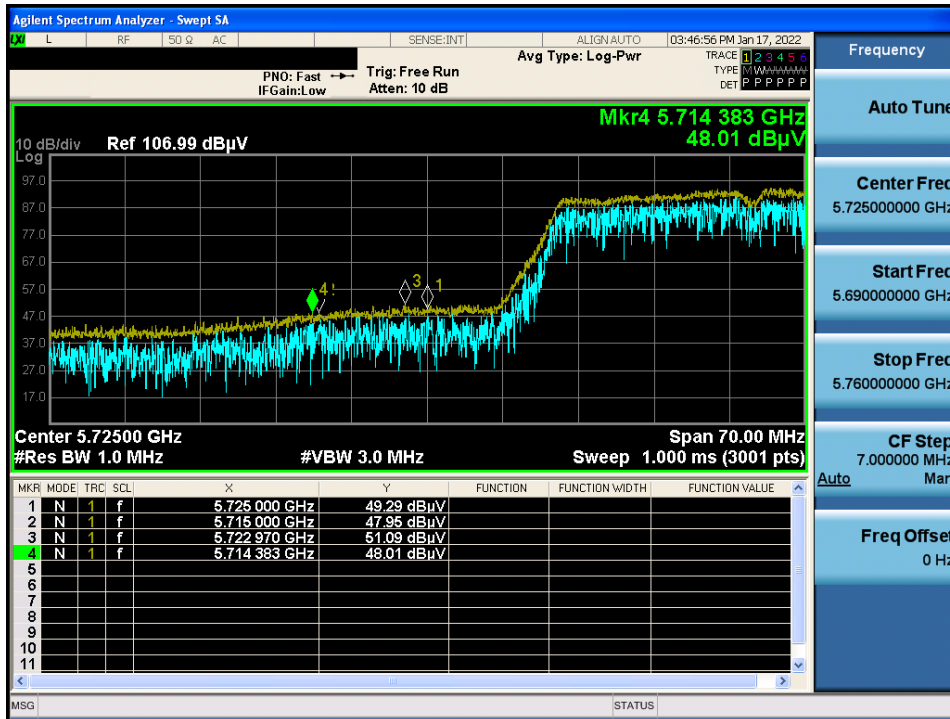 Agilent Spectrum Analyzer - Swept SA
LXI L RF 50 Ω AC SENSE:INT ALIGN AUTO 03:46:56 PM Jan 17, 2022
Frequency
PNO: Fast Trig: Free Run Avg Type: Log-Pwr TRACE 1 2 3 4 5 6
IFGain:Low Atten: 10 dB TYPE M W W W W W
DET P P P P P P
Auto Tune
Mkr4 5.714 383 GHz
48.01 dBµV
10 dB/div Ref 106.99 dBµV
Log
97.0
87.0
77.0
67.0
57.0
47.0
37.0
27.0
17.0
4
3
1
Center 5.72500 GHz Span 70.00 MHz
#Res BW 1.0 MHz #VBW 3.0 MHz Sweep 1.000 ms (3001 pts)
Center Freq
5.725000000 GHz
Start Freq
5.690000000 GHz
Stop Freq
5.760000000 GHz
CF Step
7.000000 MHz
Auto Man
Freq Offset
0 Hz
MKR MODE TRC SCL X Y FUNCTION FUNCTION WIDTH FUNCTION VALUE
1 N 1 f 5.725 000 GHz 49.29 dBµV
2 N 1 f 5.715 000 GHz 47.95 dBµV
3 N 1 f 5.722 970 GHz 51.09 dBµV
4 N 1 f 5.714 383 GHz 48.01 dBµV
5
6
7
8
9
10
11
MSG STATUS